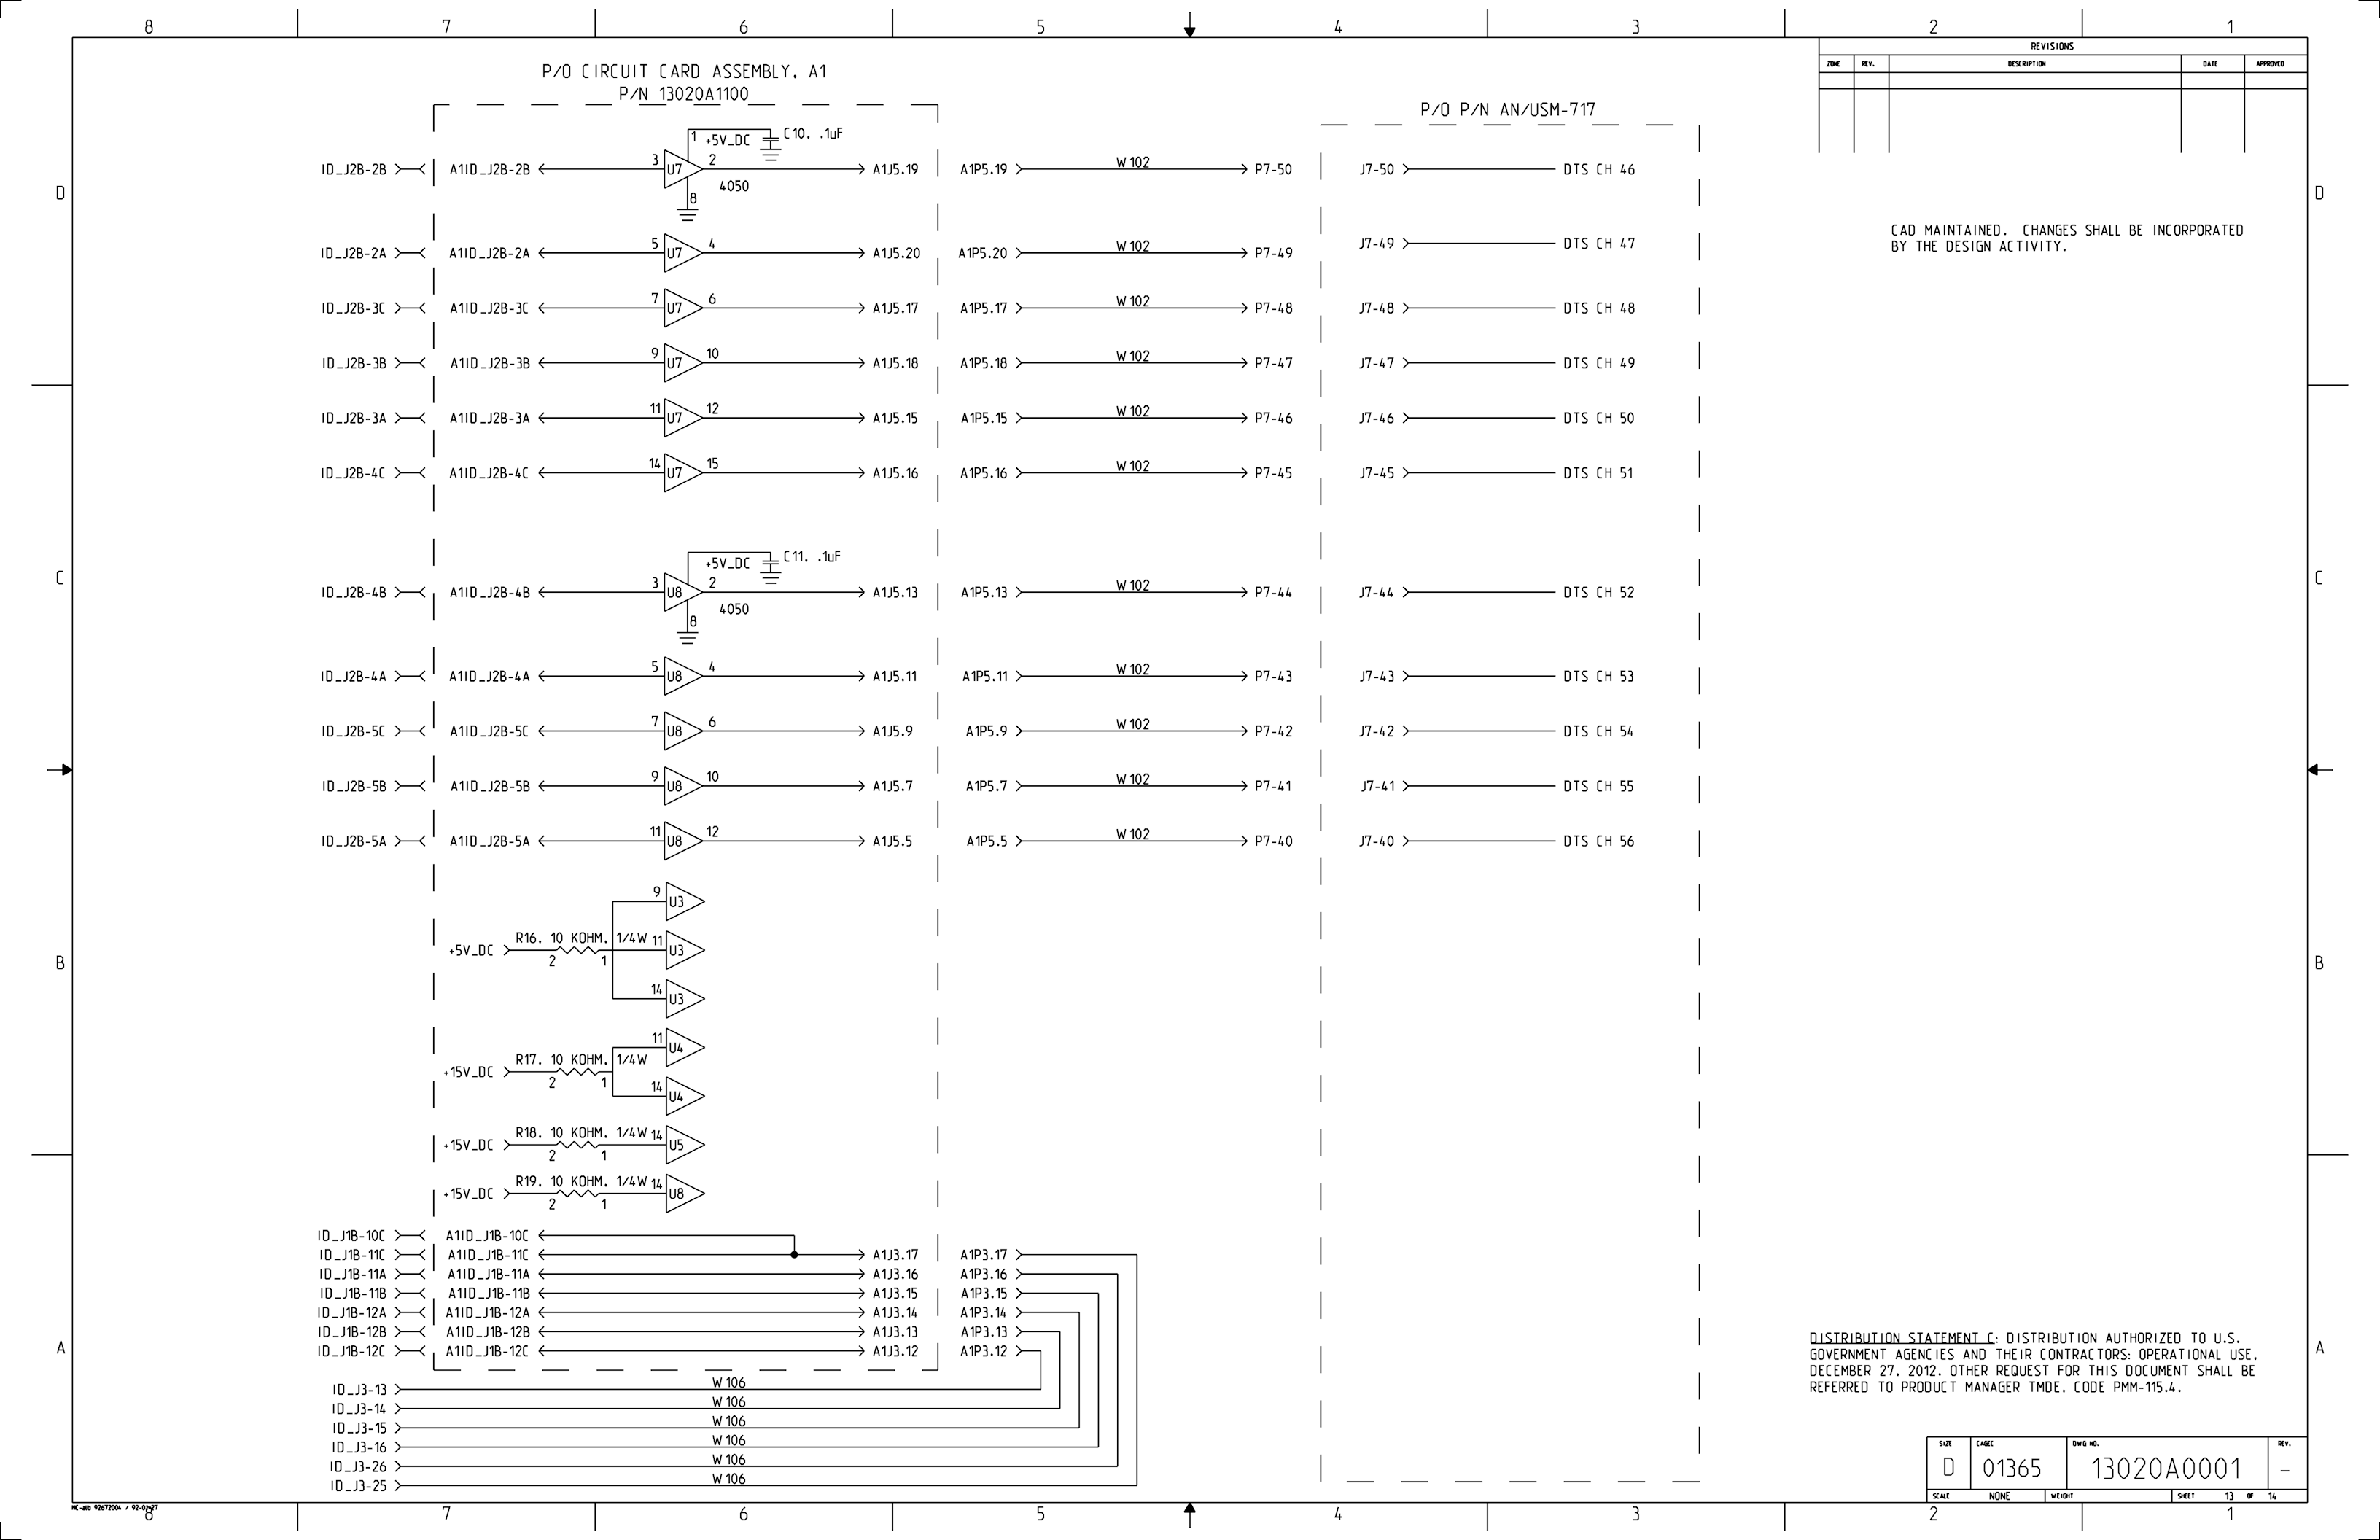 8 7 6 5 4 3 2 1
P/O CIRCUIT CARD ASSEMBLY, A1
P/N 13020A1100
P/O P/N AN/USM-717
REVISIONS
ZONE REV. DESCRIPTION DATE APPROVED
CAD MAINTAINED. CHANGES SHALL BE INCORPORATED
BY THE DESIGN ACTIVITY.
D D
1 +5V_DC C10, .1uF
ID_J2B-2B A1ID_J2B-2B 3 U7 2 A1J5.19 A1P5.19 W102 P7-50 J7-50 DTS CH 46
4050
8
ID_J2B-2A A1ID_J2B-2A 5 U7 4 A1J5.20 A1P5.20 W102 P7-49 J7-49 DTS CH 47
ID_J2B-3C A1ID_J2B-3C 7 U7 6 A1J5.17 A1P5.17 W102 P7-48 J7-48 DTS CH 48
ID_J2B-3B A1ID_J2B-3B 9 U7 10 A1J5.18 A1P5.18 W102 P7-47 J7-47 DTS CH 49
ID_J2B-3A A1ID_J2B-3A 11 U7 12 A1J5.15 A1P5.15 W102 P7-46 J7-46 DTS CH 50
ID_J2B-4C A1ID_J2B-4C 14 U7 15 A1J5.16 A1P5.16 W102 P7-45 J7-45 DTS CH 51
+5V_DC C11, .1uF
C C
ID_J2B-4B A1ID_J2B-4B 3 U8 2 A1J5.13 A1P5.13 W102 P7-44 J7-44 DTS CH 52
4050
8
ID_J2B-4A A1ID_J2B-4A 5 U8 4 A1J5.11 A1P5.11 W102 P7-43 J7-43 DTS CH 53
ID_J2B-5C A1ID_J2B-5C 7 U8 6 A1J5.9 A1P5.9 W102 P7-42 J7-42 DTS CH 54
ID_J2B-5B A1ID_J2B-5B 9 U8 10 A1J5.7 A1P5.7 W102 P7-41 J7-41 DTS CH 55
ID_J2B-5A A1ID_J2B-5A 11 U8 12 A1J5.5 A1P5.5 W102 P7-40 J7-40 DTS CH 56
9 U3
R16, 10 KOHM, 1/4W 11 U3
+5V_DC 2 1
B B
14 U3
11 U4
R17, 10 KOHM, 1/4W
+15V_DC 2 1
14 U4
R18, 10 KOHM, 1/4W 14 U5
+15V_DC 2 1
R19, 10 KOHM, 1/4W 14 U8
+15V_DC 2 1
ID_J1B-10C A1ID_J1B-10C
ID_J1B-11C A1ID_J1B-11C A1J3.17 A1P3.17
ID_J1B-11A A1ID_J1B-11A A1J3.16 A1P3.16
ID_J1B-11B A1ID_J1B-11B A1J3.15 A1P3.15
ID_J1B-12A A1ID_J1B-12A A1J3.14 A1P3.14
ID_J1B-12B A1ID_J1B-12B A1J3.13 A1P3.13
ID_J1B-12C A1ID_J1B-12C A1J3.12 A1P3.12
A A
ID_J3-13 W106
ID_J3-14 W106
ID_J3-15 W106
ID_J3-16 W106
ID_J3-26 W106
ID_J3-25 W106
DISTRIBUTION STATEMENT C: DISTRIBUTION AUTHORIZED TO U.S.
GOVERNMENT AGENCIES AND THEIR CONTRACTORS: OPERATIONAL USE,
DECEMBER 27, 2012. OTHER REQUEST FOR THIS DOCUMENT SHALL BE
REFERRED TO PRODUCT MANAGER TMDE, CODE PMM-115.4.
SIZE CAGEC DWG NO. REV.
D 01365 13020A0001 -
SCALE NONE WEIGHT SHEET 13 OF 14
8 7 6 5 4 3 2 1